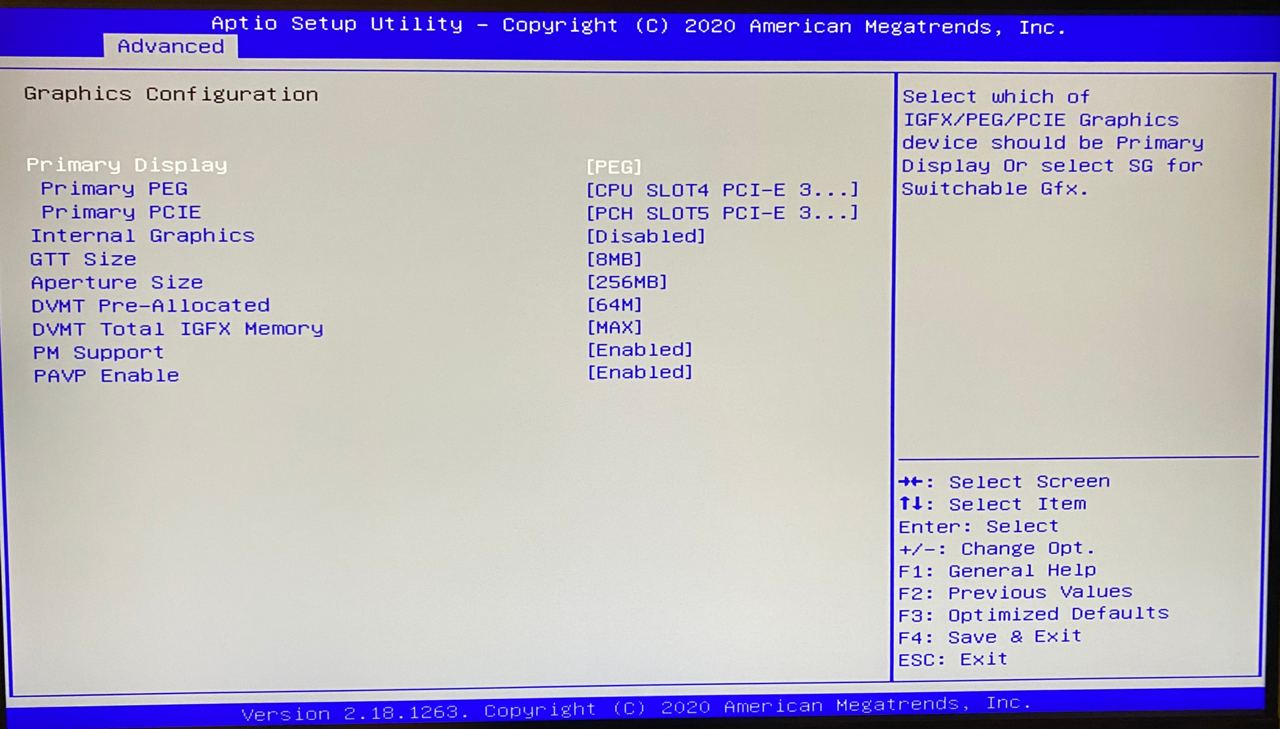 Aptio Setup Utility – Copyright (C) 2020 American Megatrends, Inc.
Advanced
Graphics Configuration
Primary Display [PEG]
Primary PEG [CPU SLOT4 PCI-E 3...]
Primary PCIE [PCH SLOT5 PCI-E 3...]
Internal Graphics [Disabled]
GTT Size [8MB]
Aperture Size [256MB]
DVMT Pre-Allocated [64M]
DVMT Total IGFX Memory [MAX]
PM Support [Enabled]
PAVP Enable [Enabled]
Select which of
IGFX/PEG/PCIE Graphics
device should be Primary
Display Or select SG for
Switchable Gfx.
→←: Select Screen
↑↓: Select Item
Enter: Select
+/-: Change Opt.
F1: General Help
F2: Previous Values
F3: Optimized Defaults
F4: Save & Exit
ESC: Exit
Version 2.18.1263. Copyright (C) 2020 American Megatrends, Inc.